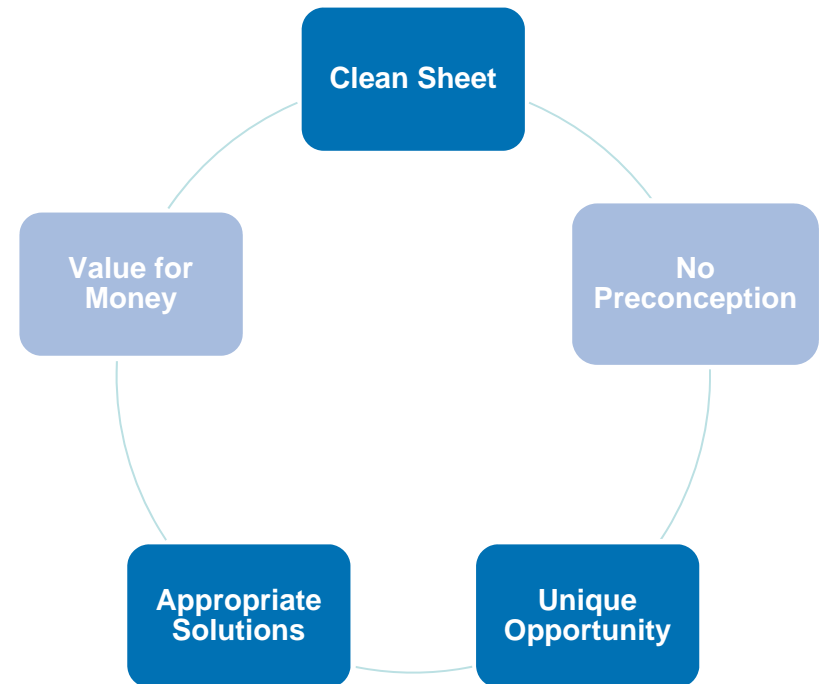 Clean Sheet
No
Preconception
Unique
Opportunity
Appropriate
Solutions
Value for
Money